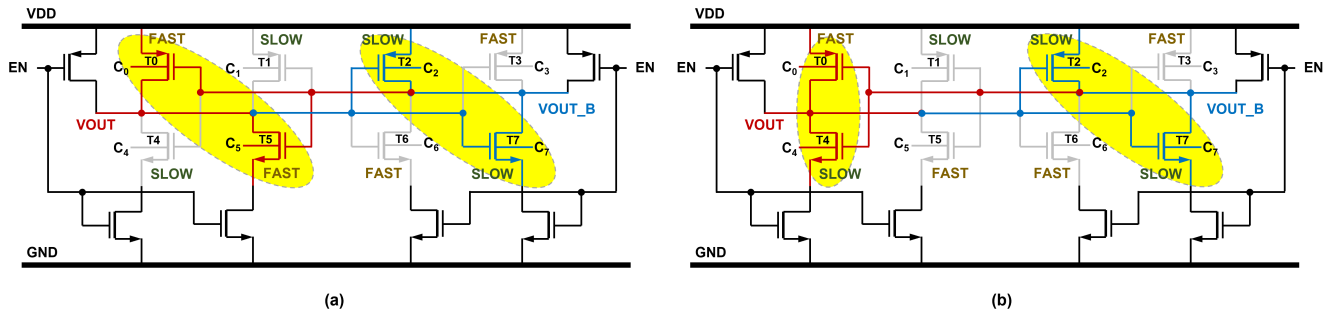 VDD
FAST SLOW SLOW FAST
EN C0 T0 C1 T1 T2 C2 T3 C3 EN
VOUT VOUT_B
C4 T4 C5 T5 T6 C6 T7 C7
SLOW FAST FAST SLOW
GND
(a)
VDD
FAST SLOW SLOW FAST
EN C0 T0 C1 T1 T2 C2 T3 C3 EN
VOUT VOUT_B
C4 T4 C5 T5 T6 C6 T7 C7
SLOW FAST FAST SLOW
GND
(b)